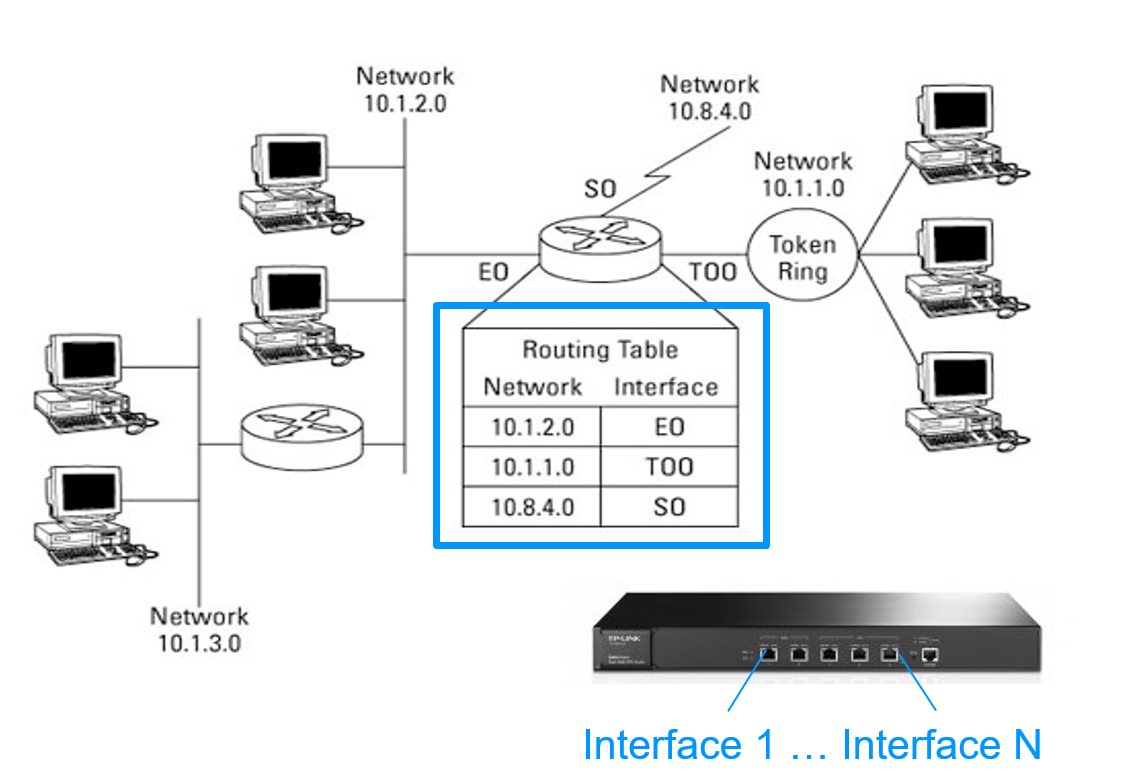 Network
10.1.2.0
Network
10.8.4.0
Network
10.1.1.0
SO
EO
TOO
Token
Ring
Routing Table
Network Interface
10.1.2.0 EO
10.1.1.0 TOO
10.8.4.0 SO
Network
10.1.3.0
TP-LINK
Interface 1 ... Interface N